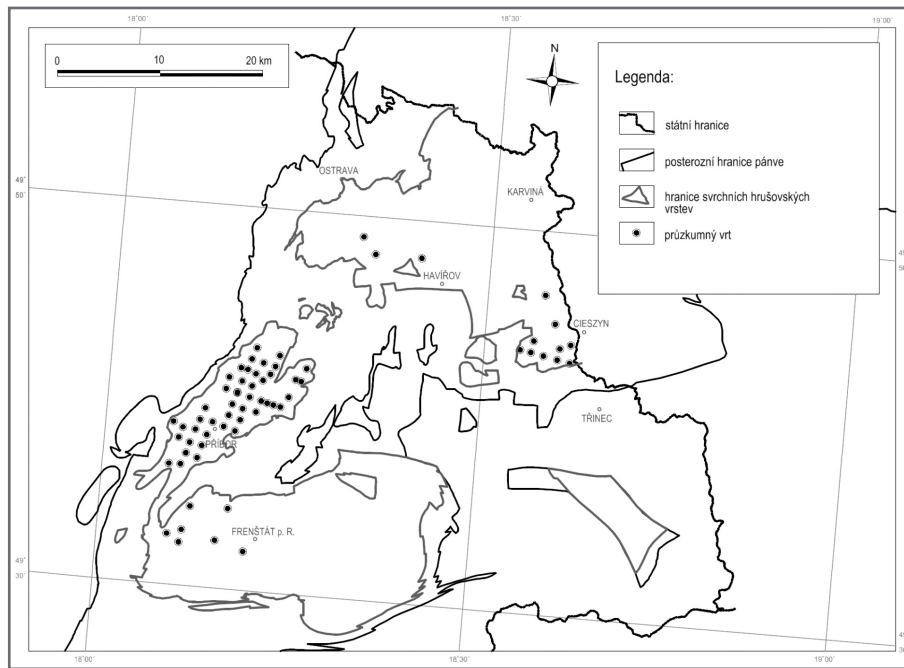 18°00'
18°30'
19°00'
0 10 20 km
N
Legenda:
státní hranice
posterozní hranice pánve
hranice svrchních hrušovských
vrstev
průzkumný vrt
49°
50'
OSTRAVA
KARVINÁ
HAVÍŘOV
CIESZYN
TŘINEC
PŘÍBOR
FRENŠTÁT p. R.
49°
30'
18°00'
18°30'
19°00'